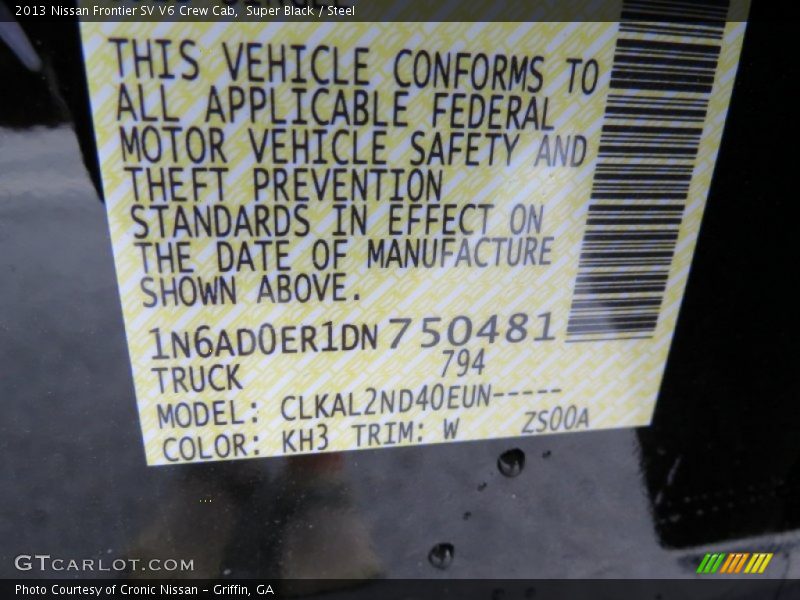 2013 Nissan Frontier SV V6 Crew Cab, Super Black / Steel
THIS VEHICLE CONFORMS TO
ALL APPLICABLE FEDERAL
MOTOR VEHICLE SAFETY AND
THEFT PREVENTION
STANDARDS IN EFFECT ON
THE DATE OF MANUFACTURE
SHOWN ABOVE.
1N6AD0ER1DN750481
TRUCK 794
MODEL: CLKAL2ND40EUN-----
COLOR: KH3 TRIM: W ZS00A
GTCARLOT.COM
Photo Courtesy of Cronic Nissan - Griffin, GA